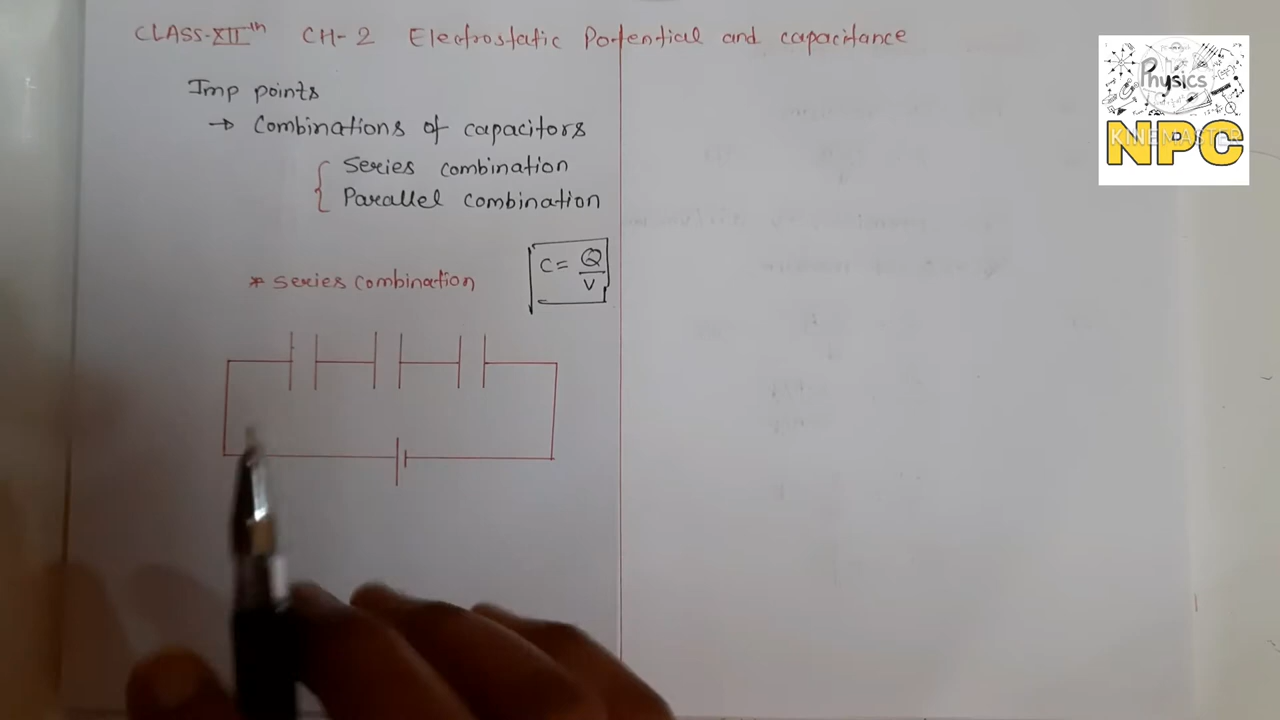 CLASS-XIIth CH-2 Electrostatic Potential and capacitance
Imp points
→ Combinations of capacitors
Series combination
Parallel combination
* Series combination
C = Q/V
Physics
NPC
KINEMASTER